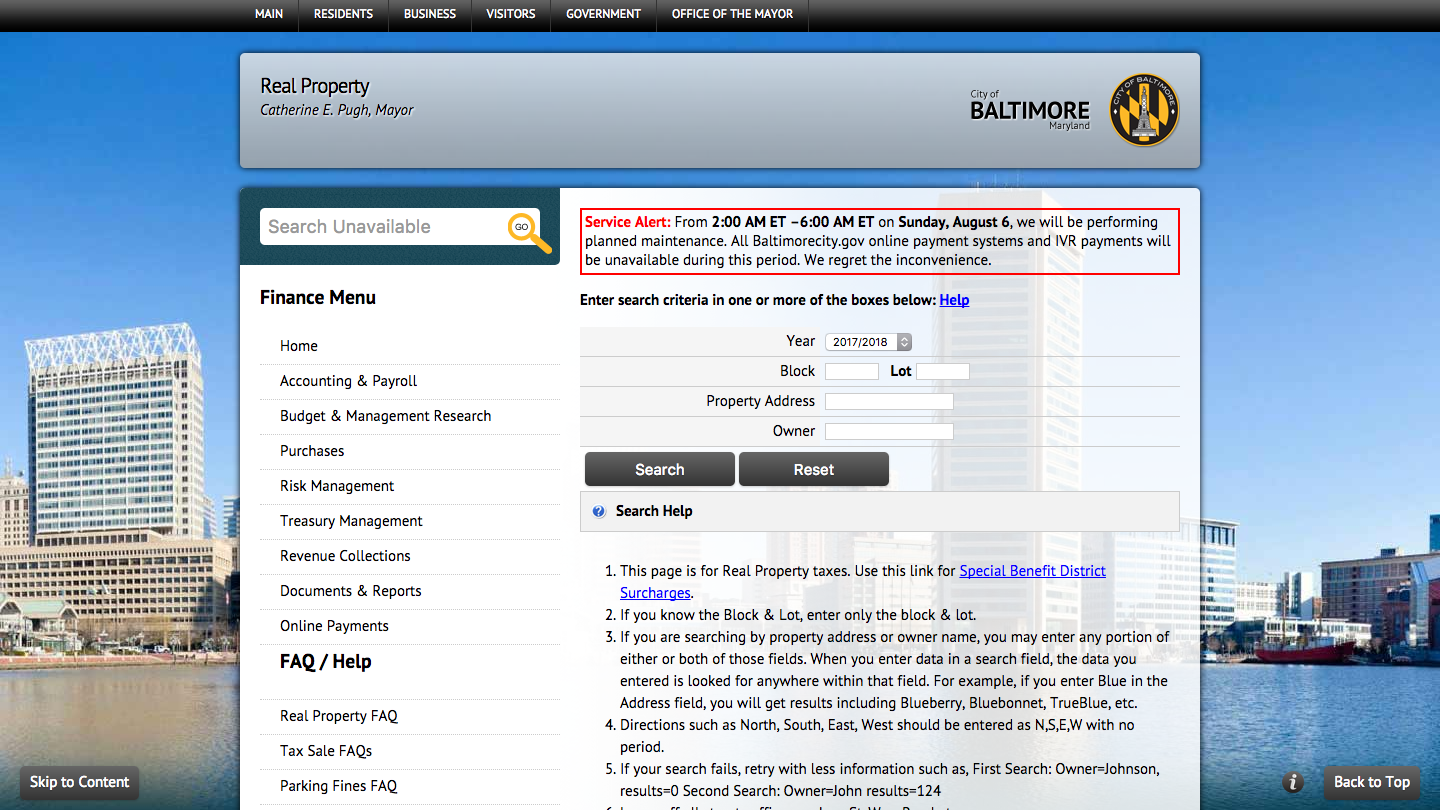 MAIN
RESIDENTS
BUSINESS
VISITORS
GOVERNMENT
OFFICE OF THE MAYOR
Real Property
Catherine E. Pugh, Mayor
City of
BALTIMORE
Maryland
CITY OF BALTIMORE
Search Unavailable
GO
Finance Menu
Home
Accounting & Payroll
Budget & Management Research
Purchases
Risk Management
Treasury Management
Revenue Collections
Documents & Reports
Online Payments
FAQ / Help
Real Property FAQ
Tax Sale FAQs
Parking Fines FAQ
Service Alert: From 2:00 AM ET –6:00 AM ET on Sunday, August 6, we will be performing
planned maintenance. All Baltimorecity.gov online payment systems and IVR payments will
be unavailable during this period. We regret the inconvenience.
Enter search criteria in one or more of the boxes below: Help
Year 2017/2018
Block Lot
Property Address
Owner
Search Reset
? Search Help
1. This page is for Real Property taxes. Use this link for Special Benefit District
Surcharges.
2. If you know the Block & Lot, enter only the block & lot.
3. If you are searching by property address or owner name, you may enter any portion of
either or both of those fields. When you enter data in a search field, the data you
entered is looked for anywhere within that field. For example, if you enter Blue in the
Address field, you will get results including Blueberry, Bluebonnet, TrueBlue, etc.
4. Directions such as North, South, East, West should be entered as N,S,E,W with no
period.
5. If your search fails, retry with less information such as, First Search: Owner=Johnson,
results=0 Second Search: Owner=John results=124
Skip to Content
i
Back to Top